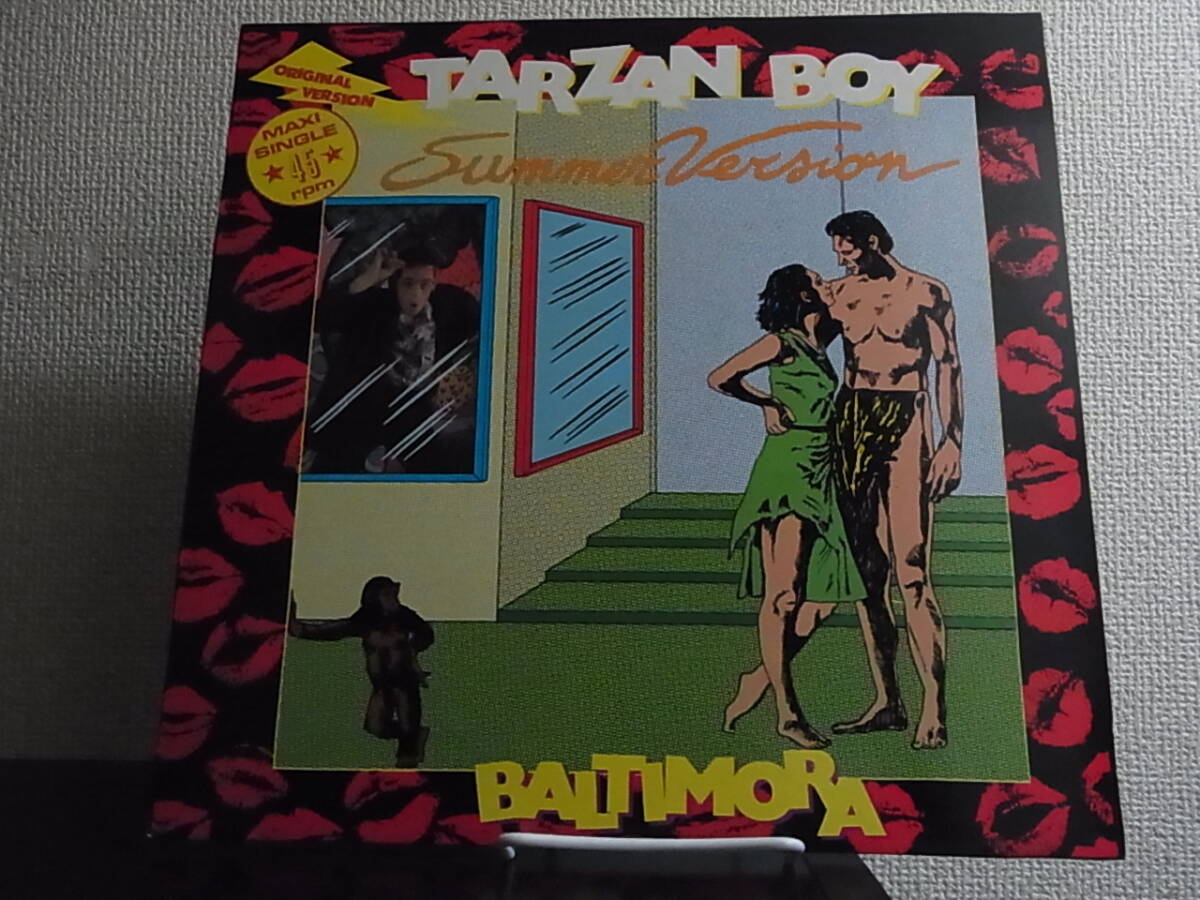 TARZAN BOY
Summer Version
ORIGINAL
VERSION
MAXI
SINGLE
★ 45 ★
rpm
BALTIMORA